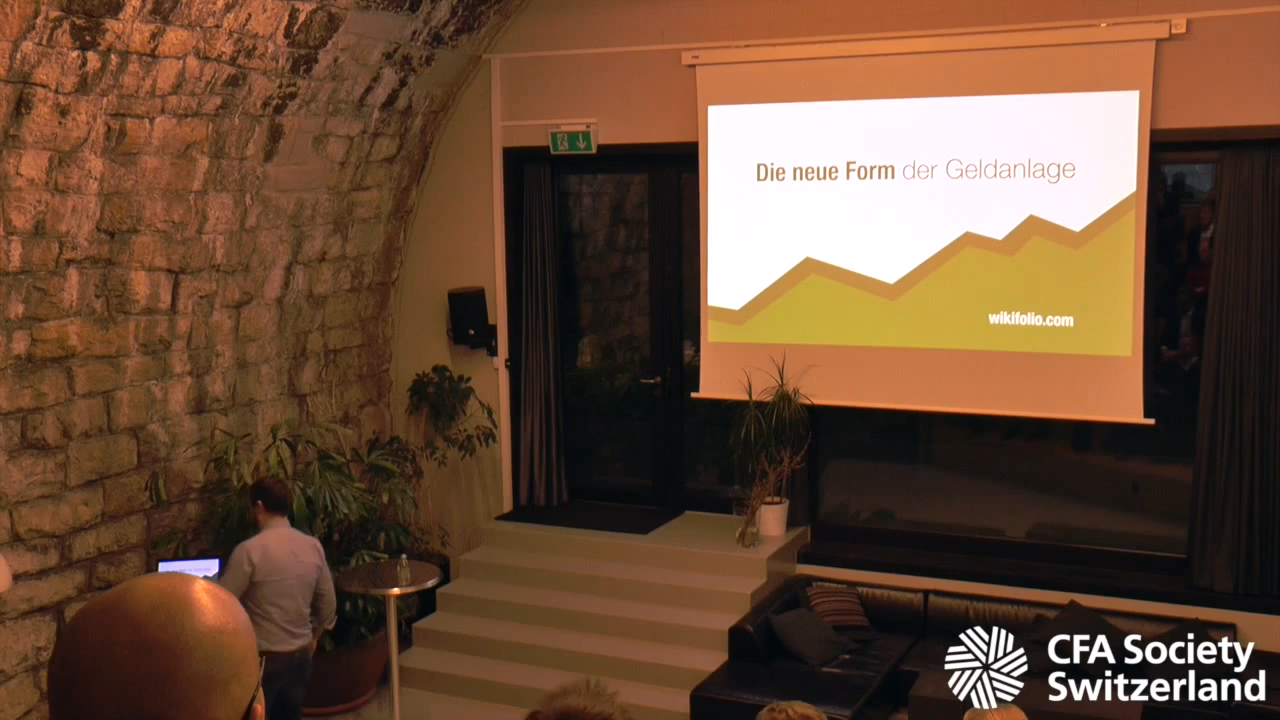 Die neue Form der Geldanlage
wikifolio.com
CFA Society
Switzerland